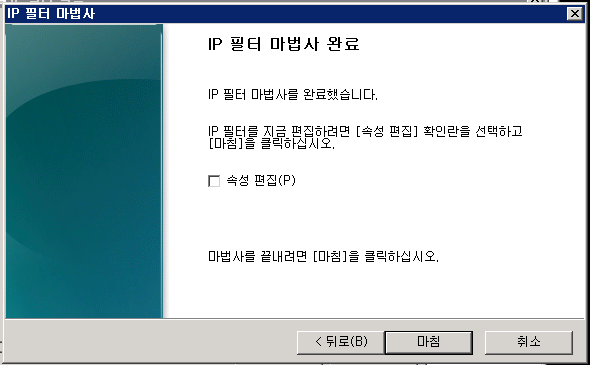 IP 필터 마법사
IP 필터 마법사 완료
IP 필터 마법사를 완료했습니다.
IP 필터를 지금 편집하려면 [속성 편집] 확인란을 선택하고
[마침]을 클릭하십시오.
속성 편집(P)
마법사를 끝내려면 [마침]을 클릭하십시오.
< 뒤로(B)
마침
취소